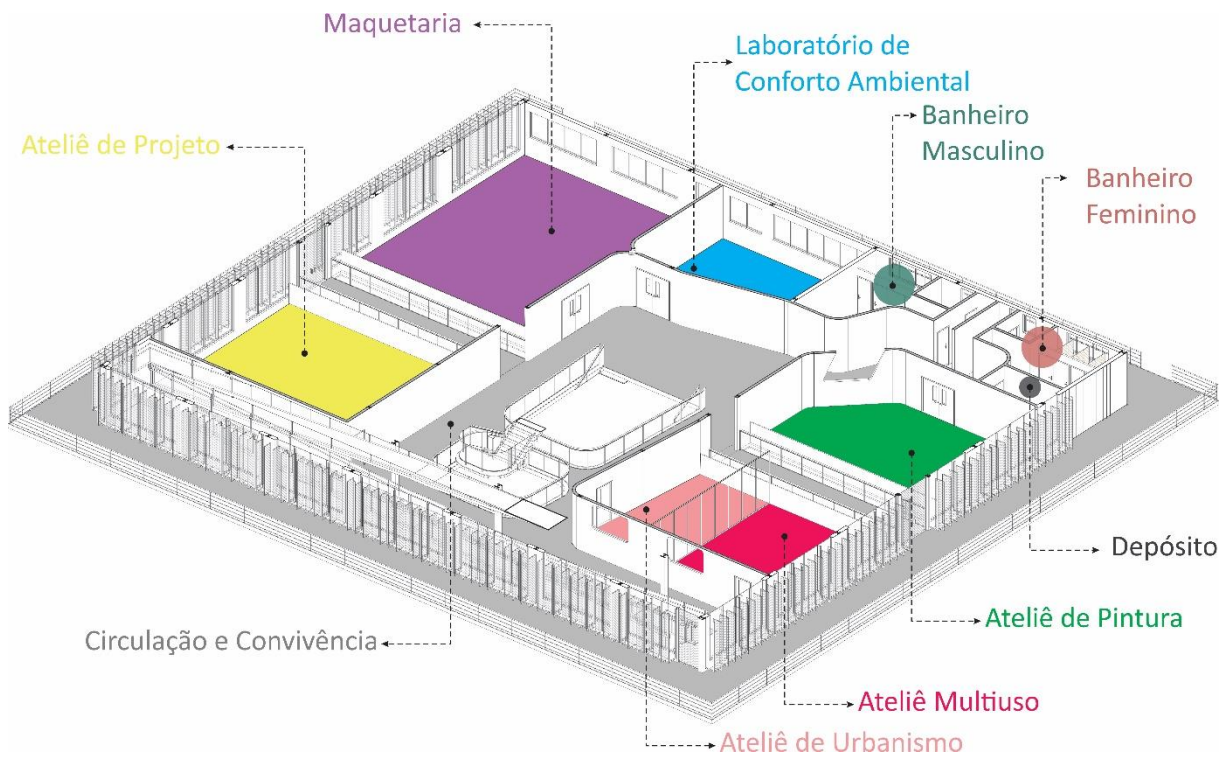 Maquetaria
Laboratório de
Conforto Ambiental
Banheiro
Masculino
Ateliê de Projeto
Banheiro
Feminino
Depósito
Ateliê de Pintura
Circulação e Convivência
Ateliê Multiuso
Ateliê de Urbanismo